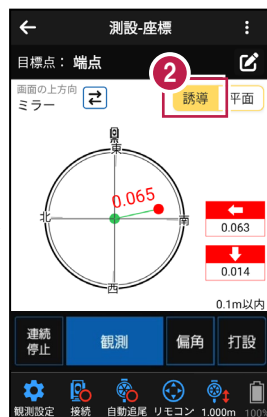 測設-座標
目標点： 端点
2
画面の上方向
ミラー
誘導 平面
東
0.065
北 南
0.063
西
0.014
0.1m以内
連続
停止
観測 偏角 打設
観測設定 接続 自動追尾 リモコン 1.000m 100%